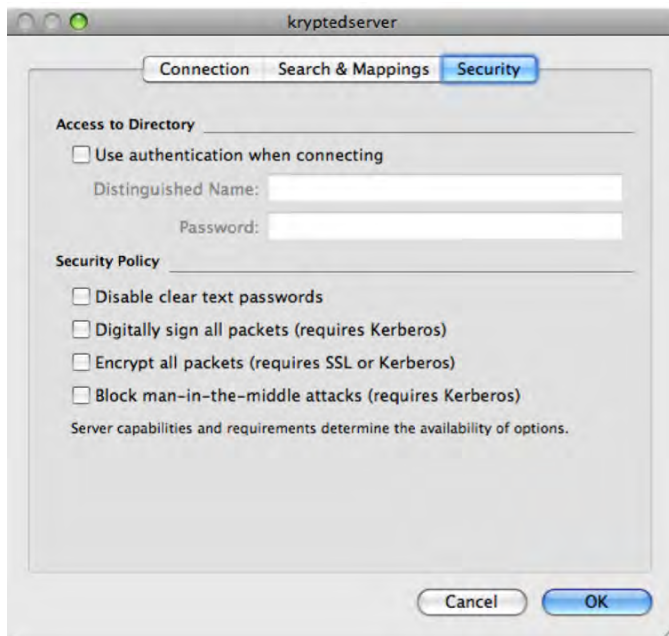 kryptedserver
Connection Search & Mappings Security
Access to Directory
Use authentication when connecting
Distinguished Name:
Password:
Security Policy
Disable clear text passwords
Digitally sign all packets (requires Kerberos)
Encrypt all packets (requires SSL or Kerberos)
Block man-in-the-middle attacks (requires Kerberos)
Server capabilities and requirements determine the availability of options.
Cancel OK